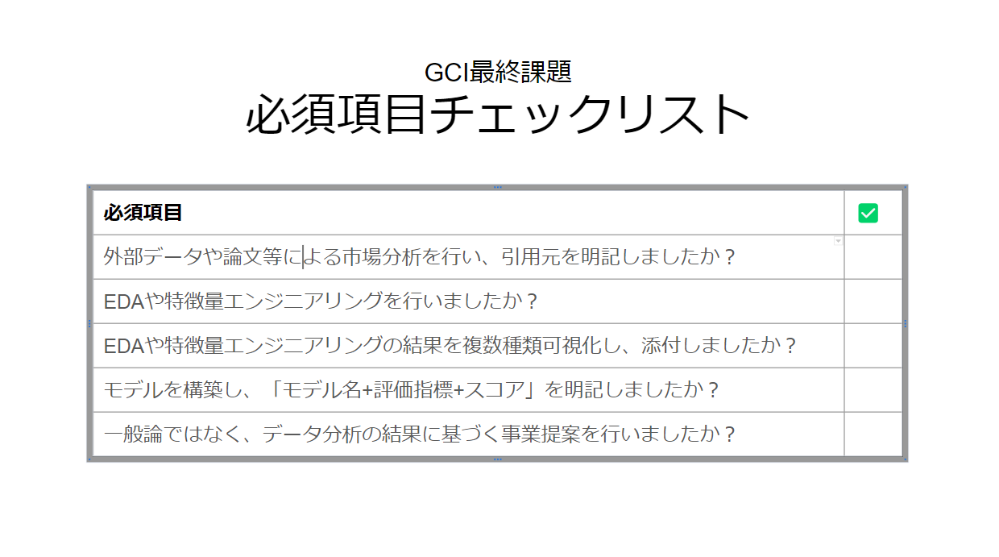 GCI最終課題
必須項目チェックリスト
必須項目
外部データや論文等による市場分析を行い、引用元を明記しましたか？
EDAや特徴量エンジニアリングを行いましたか？
EDAや特徴量エンジニアリングの結果を複数種類可視化し、添付しましたか？
モデルを構築し、「モデル名+評価指標+スコア」を明記しましたか？
一般論ではなく、データ分析の結果に基づく事業提案を行いましたか？